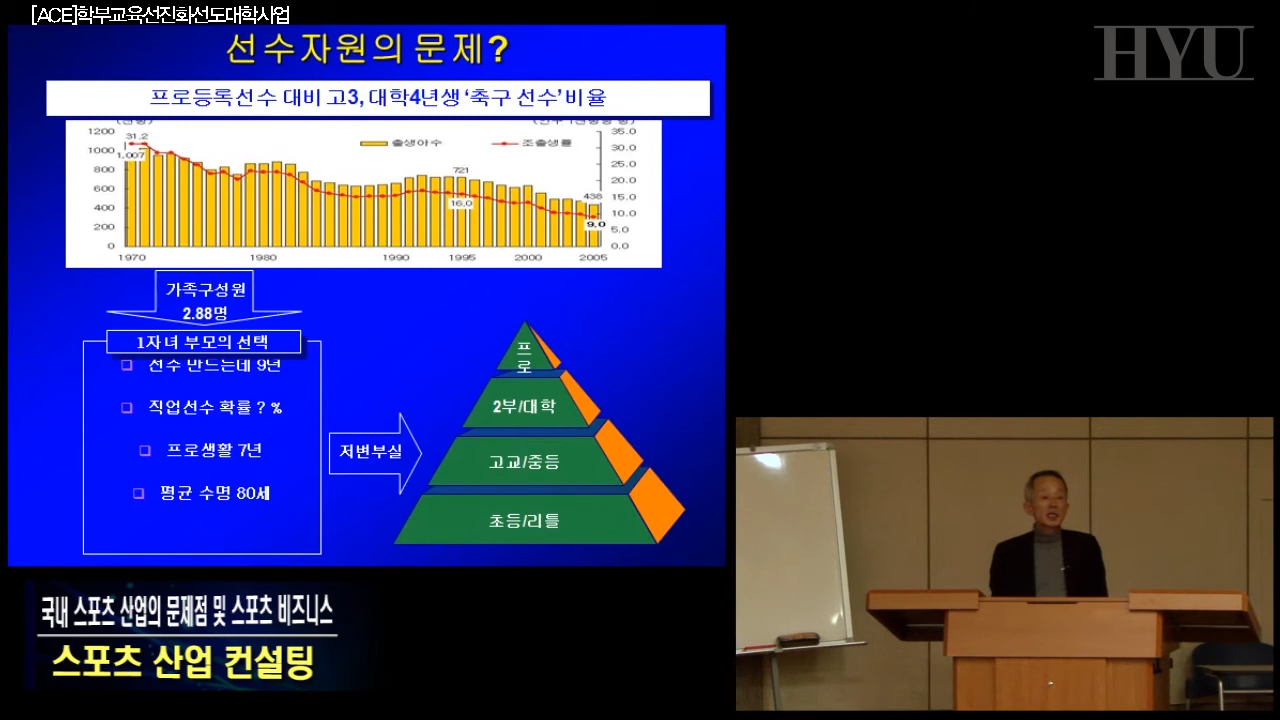 [ACE]학부교육선진화선도대학사업
HYU
선수자원의 문제?
프로등록선수 대비 고3, 대학4년생 ‘축구 선수’ 비율
1200
1000
800
600
400
200
0
31.2
1,007
출생아 수
조출생률
721
16.0
438
9.0
35.0
30.0
25.0
20.0
15.0
10.0
5.0
0.0
1970
1980
1990
1995
2000
2005
가족구성원
2.88명
1자녀 부모의 선택
선수 만드는데 9년
직업선수 확률 ? %
프로생활 7년
평균 수명 80세
저변부실
프로
2부/대학
고교/중등
초등/리틀
국내 스포츠 산업의 문제점 및 스포츠 비즈니스
스포츠 산업 컨설팅